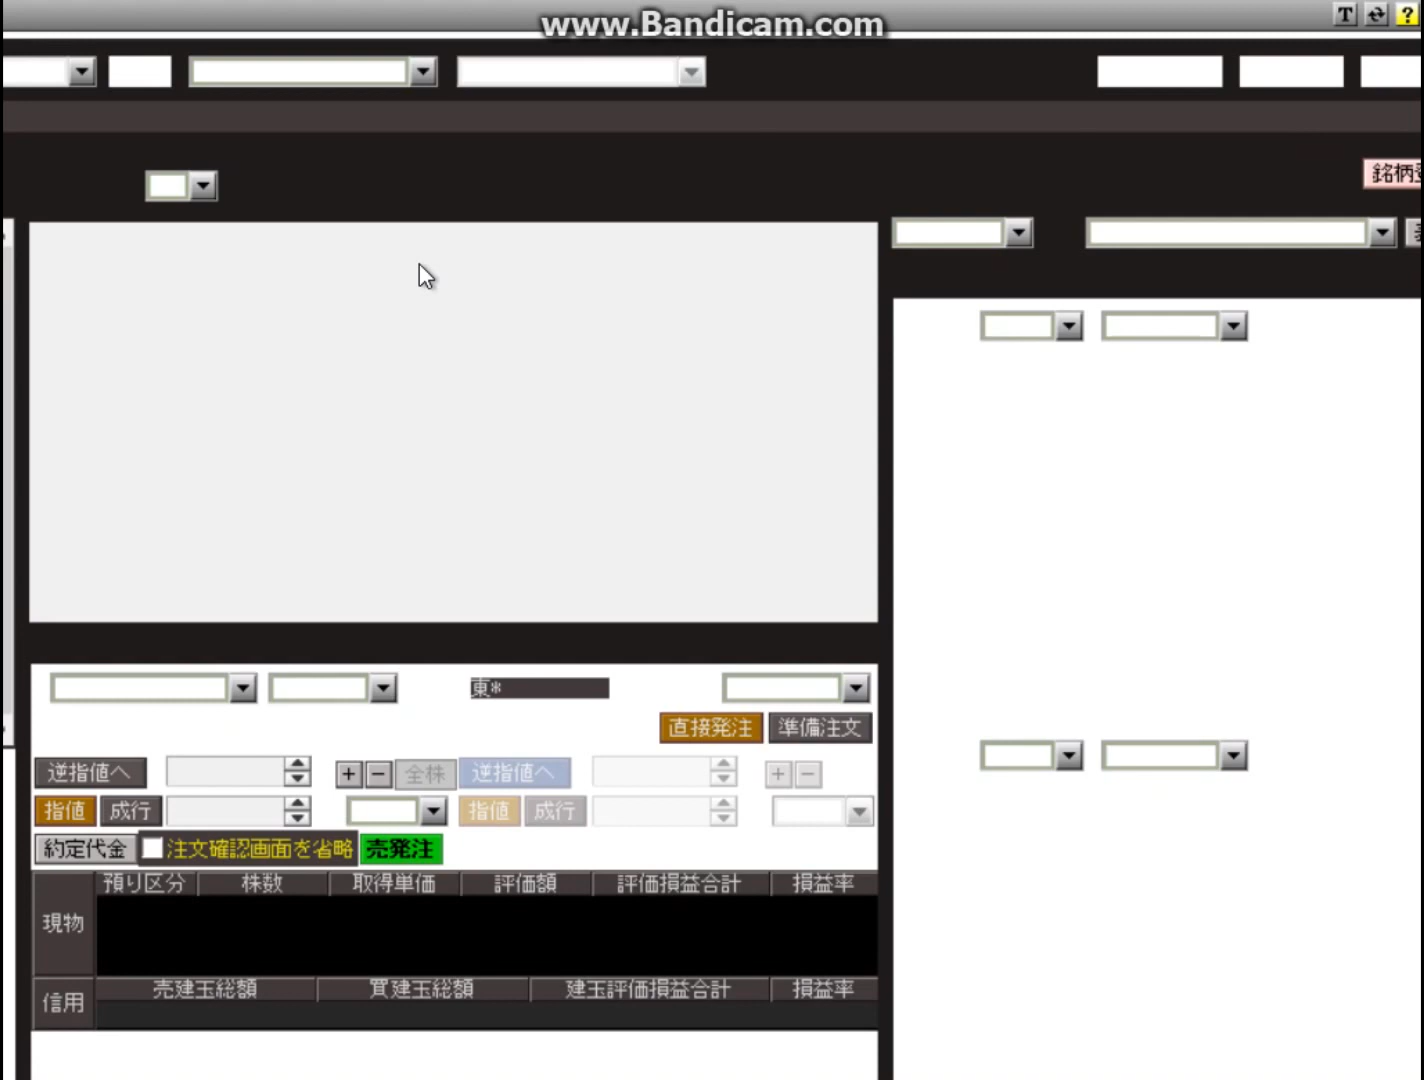 www.Bandicam.com
T ?
銘柄
東*
直接発注 準備注文
逆指値へ + - 全株 逆指値へ + -
指値 成行 指値 成行
約定代金 注文確認画面を省略 売発注
預り区分 株数 取得単価 評価額 評価損益合計 損益率
現物
売建玉総額 買建玉総額 建玉評価損益合計 損益率
信用